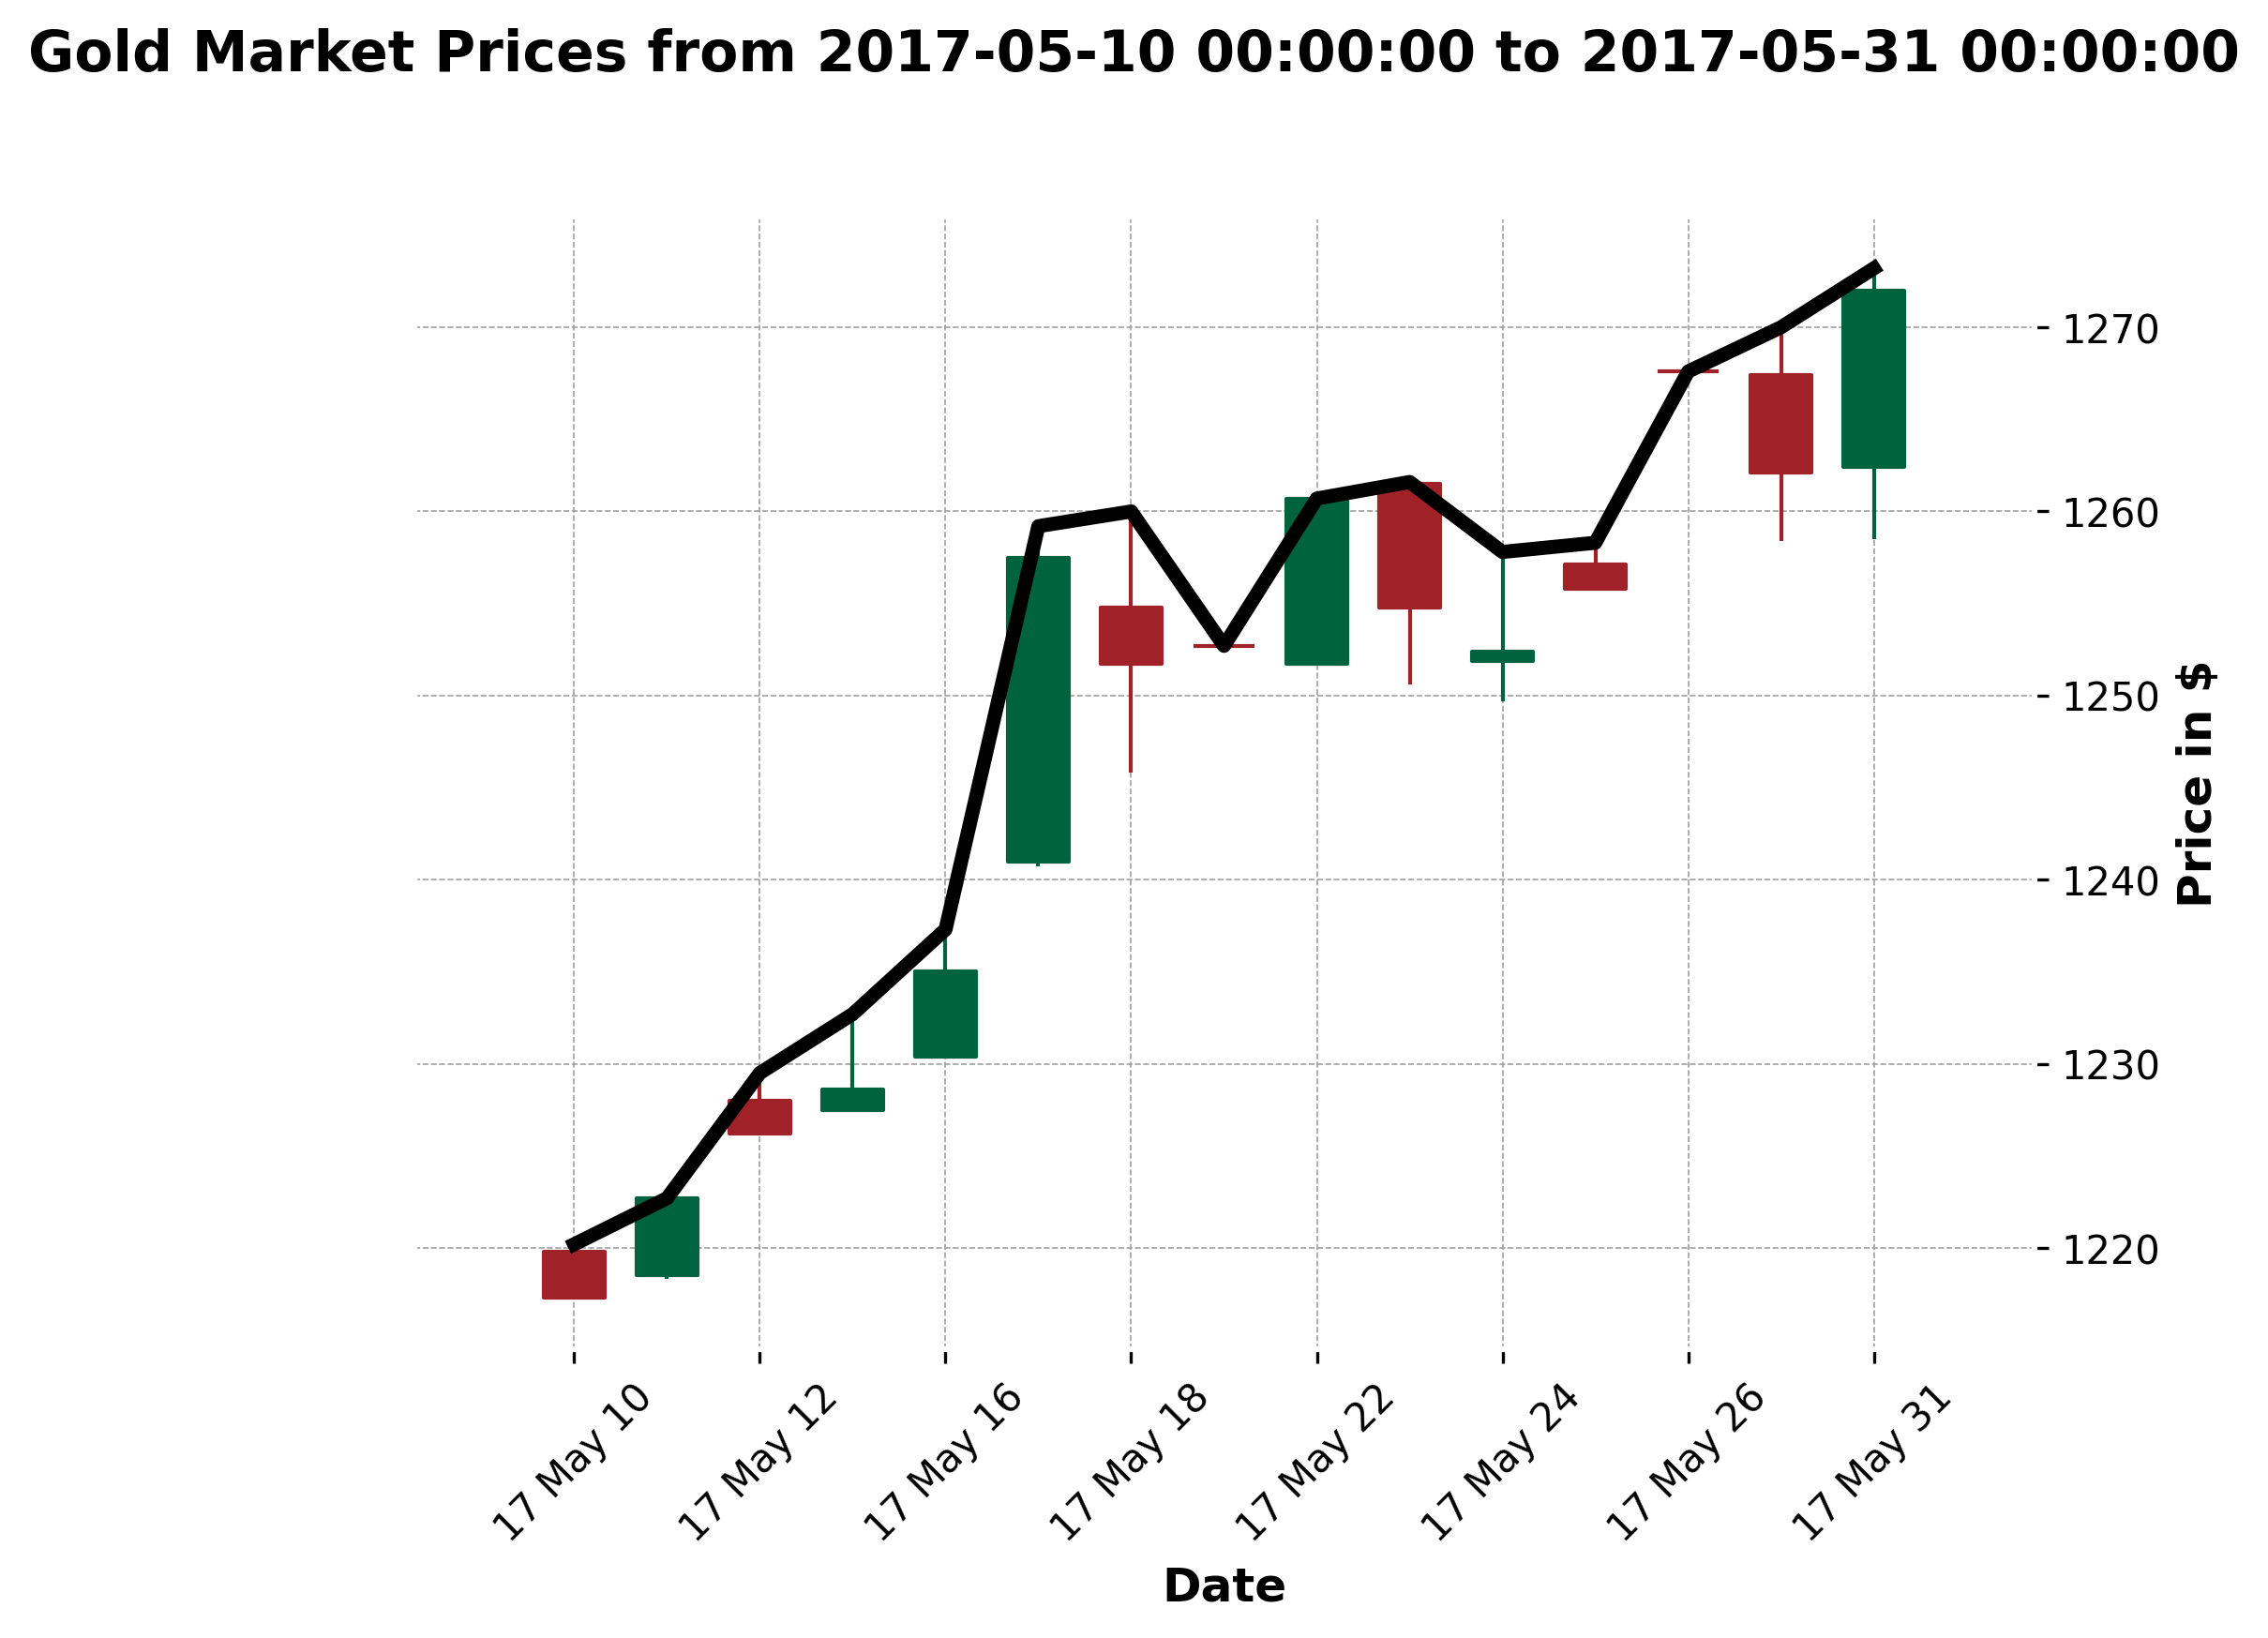 Gold Market Prices from 2017-05-10 00:00:00 to 2017-05-31 00:00:00
1270
1260
1250
1240
1230
1220
Price in $
17 May 10
17 May 12
17 May 16
17 May 18
17 May 22
17 May 24
17 May 26
17 May 31
Date